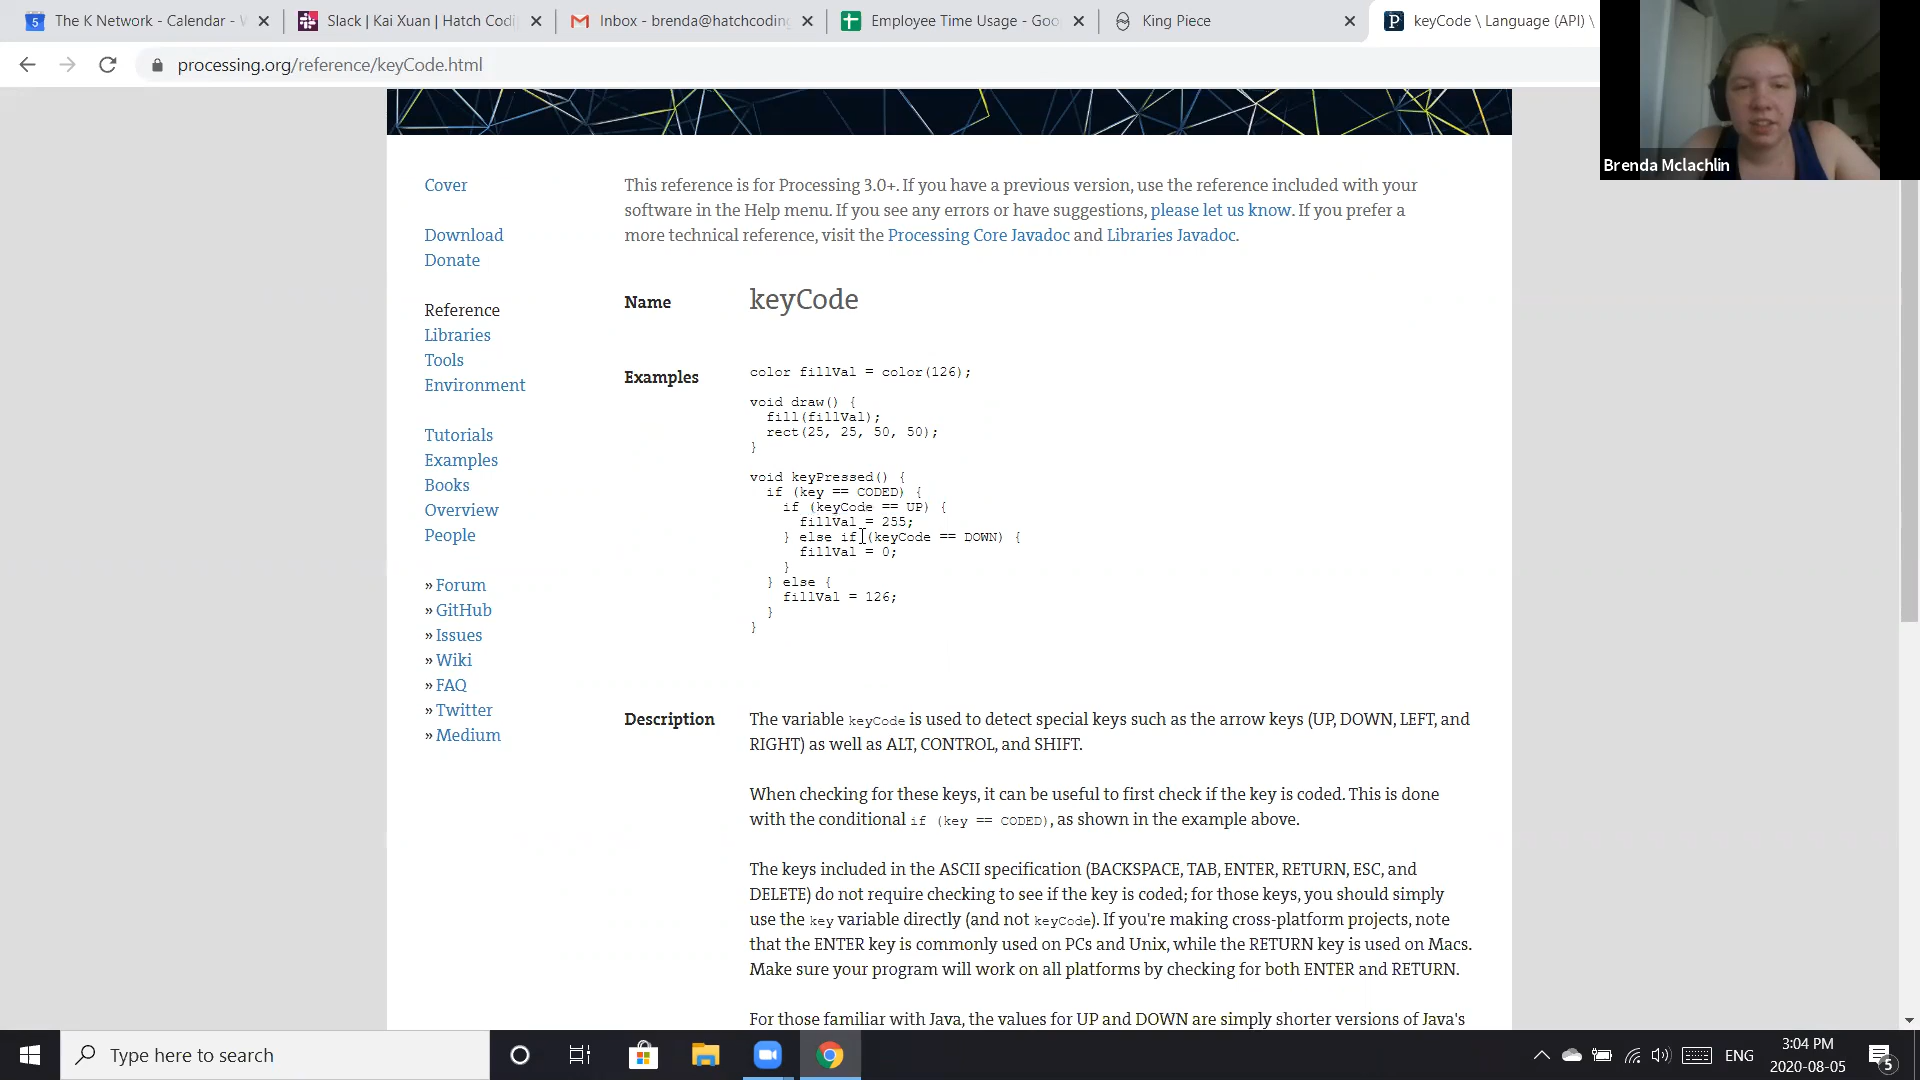 The K Network - Calendar - W
Slack | Kai Xuan | Hatch Codi
Inbox - brenda@hatchcoding
Employee Time Usage - Goo
King Piece
keyCode \ Language (API) \
processing.org/reference/keyCode.html
Brenda Mclachlin
Cover
Download
Donate
Reference
Libraries
Tools
Environment
Tutorials
Examples
Books
Overview
People
» Forum
» GitHub
» Issues
» Wiki
» FAQ
» Twitter
» Medium
This reference is for Processing 3.0+. If you have a previous version, use the reference included with your
software in the Help menu. If you see any errors or have suggestions, please let us know. If you prefer a
more technical reference, visit the Processing Core Javadoc and Libraries Javadoc.
Name
keyCode
Examples
color fillVal = color(126);
void draw() {
fill(fillVal);
rect(25, 25, 50, 50);
}
void keyPressed() {
if (key == CODED) {
if (keyCode == UP) {
fillVal = 255;
} else if (keyCode == DOWN) {
fillVal = 0;
}
} else {
fillVal = 126;
}
}
Description
The variable keyCode is used to detect special keys such as the arrow keys (UP, DOWN, LEFT, and
RIGHT) as well as ALT, CONTROL, and SHIFT.
When checking for these keys, it can be useful to first check if the key is coded. This is done
with the conditional if (key == CODED), as shown in the example above.
The keys included in the ASCII specification (BACKSPACE, TAB, ENTER, RETURN, ESC, and
DELETE) do not require checking to see if the key is coded; for those keys, you should simply
use the key variable directly (and not keyCode). If you're making cross-platform projects, note
that the ENTER key is commonly used on PCs and Unix, while the RETURN key is used on Macs.
Make sure your program will work on all platforms by checking for both ENTER and RETURN.
For those familiar with Java, the values for UP and DOWN are simply shorter versions of Java's
Type here to search
ENG
3:04 PM
2020-08-05
5